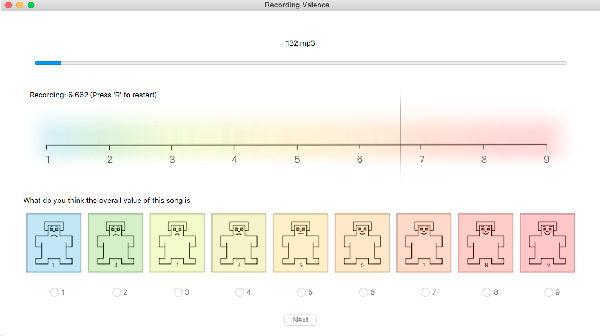 Recording Valence
132.mp3
Recording: 6.662 (Press 'R' to restart)
1 2 3 4 5 6 7 8 9
What do you think the overall value of this song is
1 2 3 4 5 6 7 8 9
Next